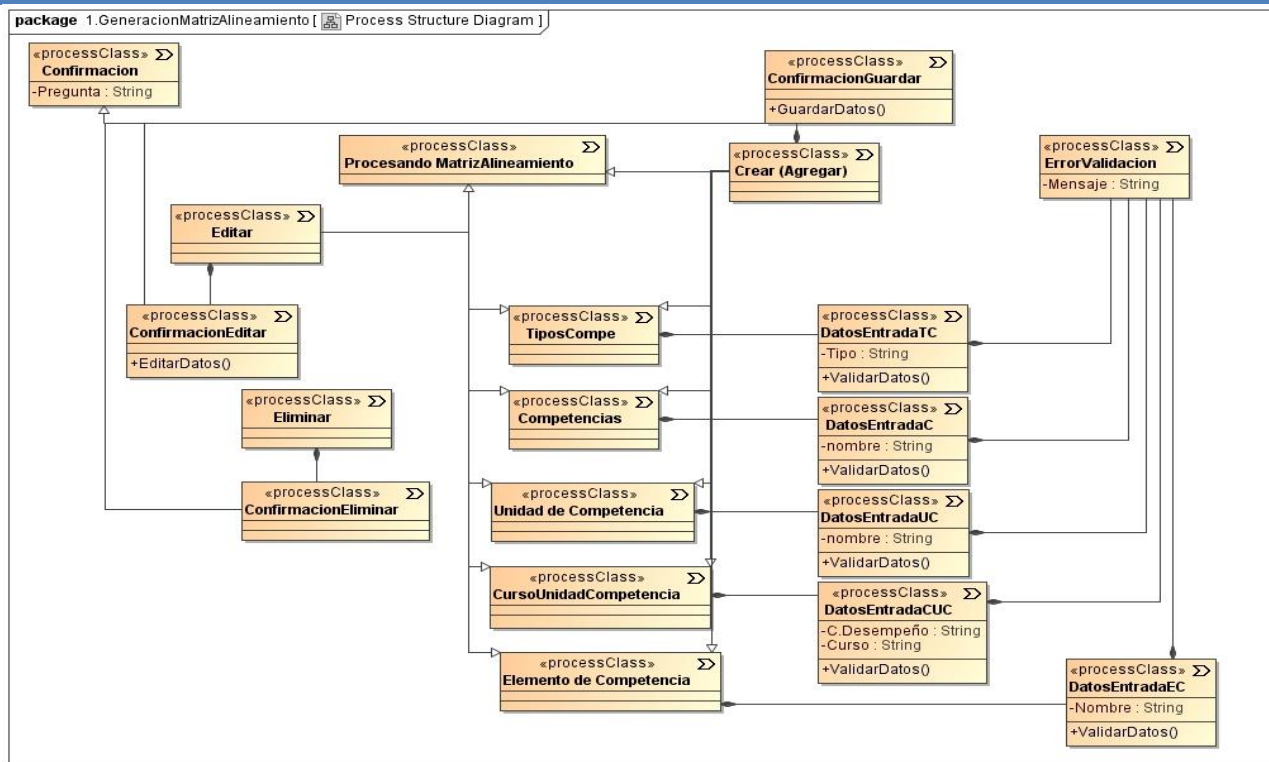 package 1.GeneracionMatrizAlineamiento [ Process Structure Diagram ]
«processClass»
Confirmacion
-Pregunta : String
«processClass»
ConfirmacionGuardar
+GuardarDatos()
«processClass»
Procesando MatrizAlineamiento
«processClass»
Crear (Agregar)
«processClass»
ErrorValidacion
-Mensaje : String
«processClass»
Editar
«processClass»
ConfirmacionEditar
+EditarDatos()
«processClass»
TiposCompe
«processClass»
DatosEntradaTC
-Tipo : String
+ValidarDatos()
«processClass»
Eliminar
«processClass»
Competencias
«processClass»
DatosEntradaC
-nombre : String
+ValidarDatos()
«processClass»
ConfirmacionEliminar
«processClass»
Unidad de Competencia
«processClass»
DatosEntradaUC
-nombre : String
+ValidarDatos()
«processClass»
CursoUnidadCompetencia
«processClass»
DatosEntradaCUC
-C.Desempeño : String
-Curso : String
+ValidarDatos()
«processClass»
Elemento de Competencia
«processClass»
DatosEntradaEC
-Nombre : String
+ValidarDatos()